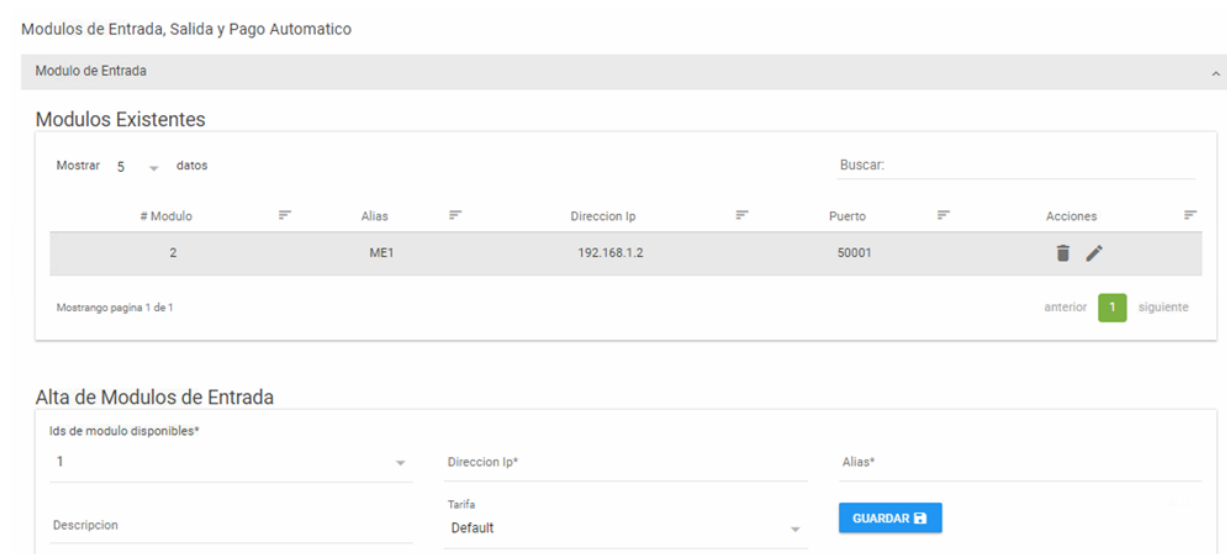 Modulos de Entrada, Salida y Pago Automatico
Modulo de Entrada
Modulos Existentes
Mostrar 5 datos
Buscar:
# Modulo Alias Direccion Ip Puerto Acciones
2 ME1 192.168.1.2 50001
Mostrango pagina 1 de 1
anterior 1 siguiente
Alta de Modulos de Entrada
Ids de modulo disponibles*
1 Direccion Ip* Alias*
Tarifa
Descripcion Default GUARDAR